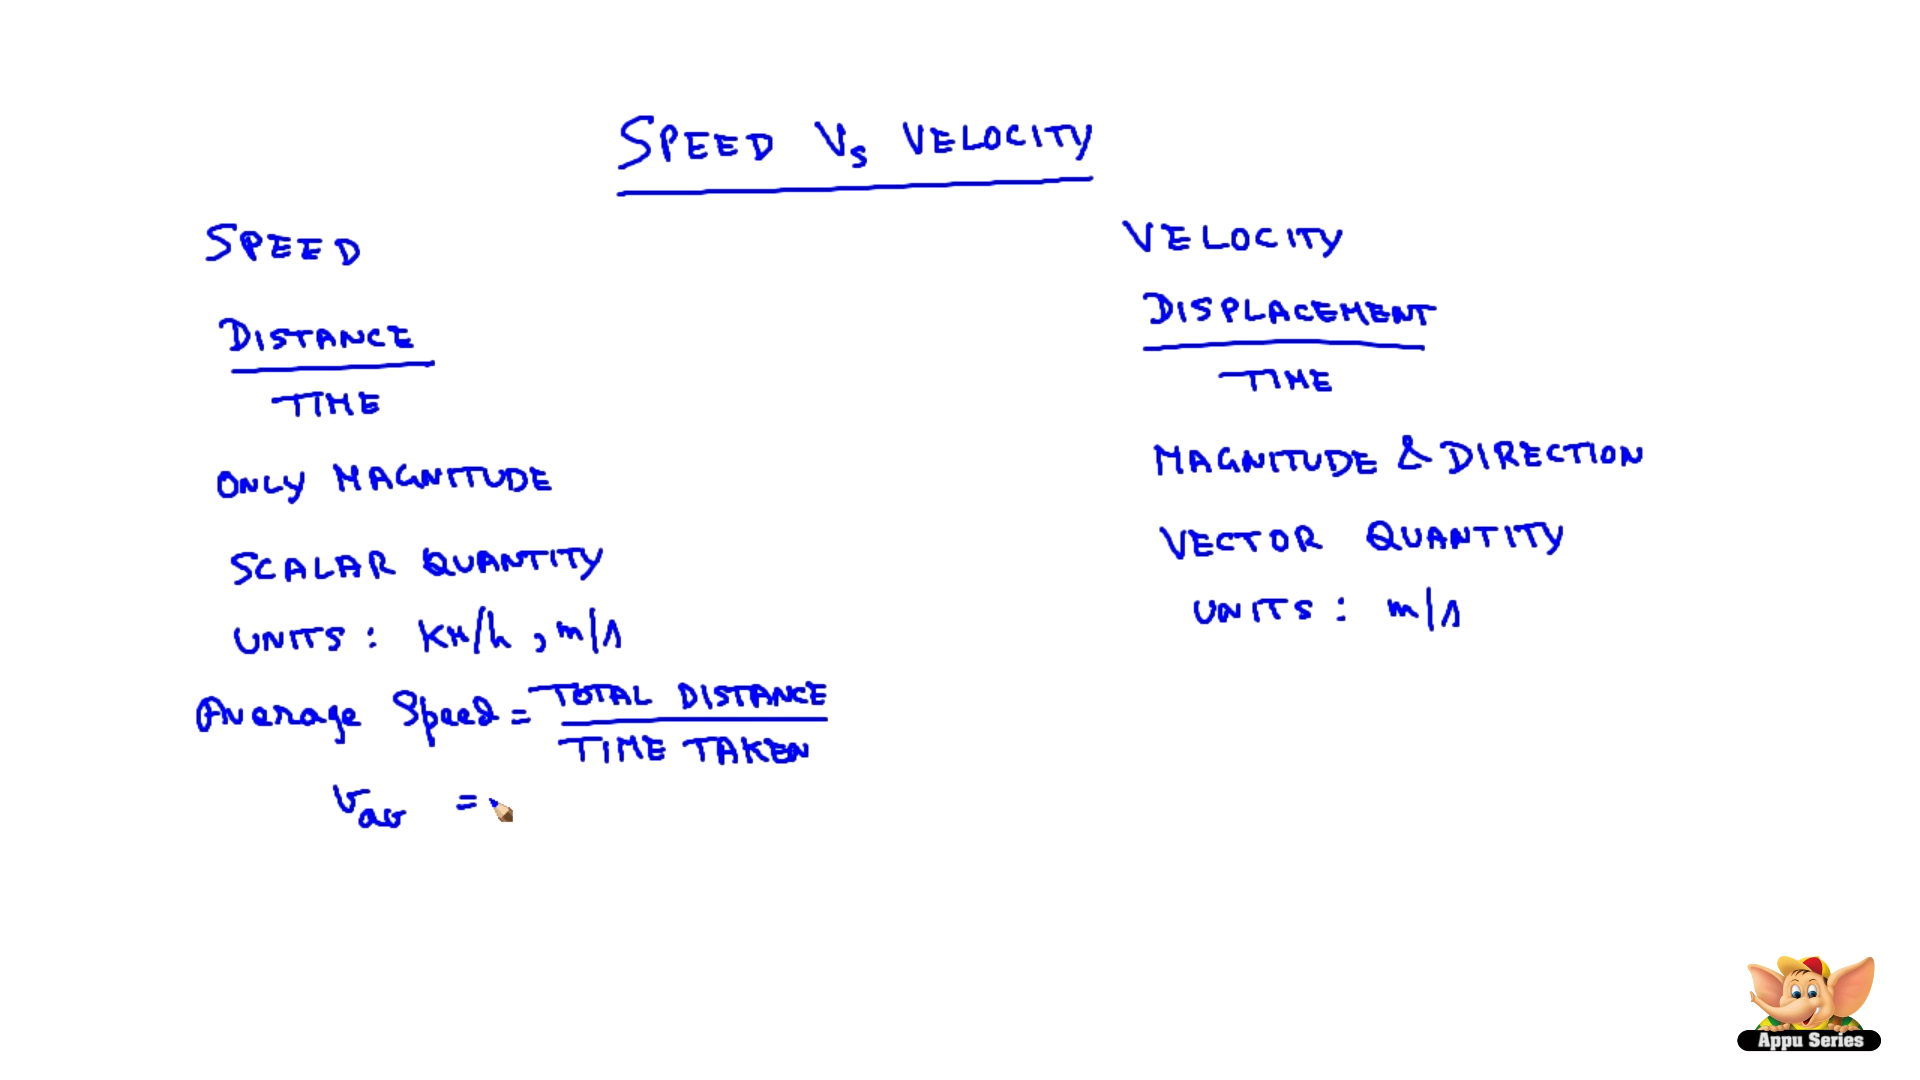 SPEED Vs VELOCITY
SPEED
DISTANCE
TIME
ONLY MAGNITUDE
SCALAR QUANTITY
UNITS: KM/h, m/s
Average Speed = TOTAL DISTANCE
TIME TAKEN
vav =
VELOCITY
DISPLACEMENT
TIME
MAGNITUDE & DIRECTION
VECTOR QUANTITY
UNITS: m/s
Appu Series